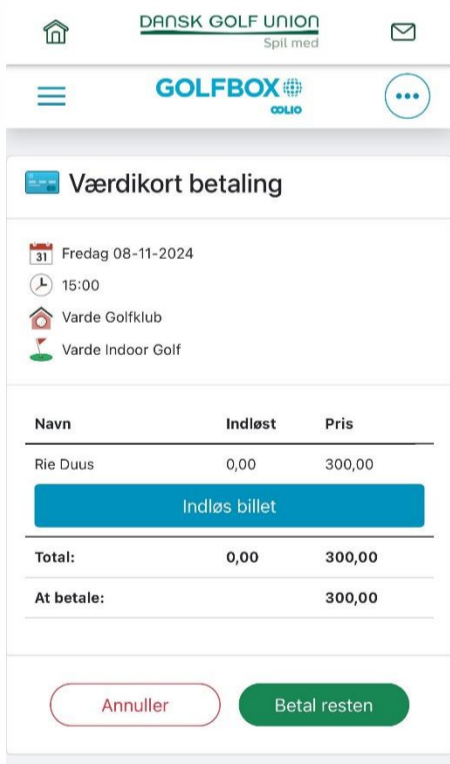 DANSK GOLF UNION
Spil med
GOLFBOX
COLIO
Værdikort betaling
31 Fredag 08-11-2024
15:00
Varde Golfklub
Varde Indoor Golf
Navn Indløst Pris
Rie Duus 0,00 300,00
Indløs billet
Total: 0,00 300,00
At betale: 300,00
Annuller Betal resten